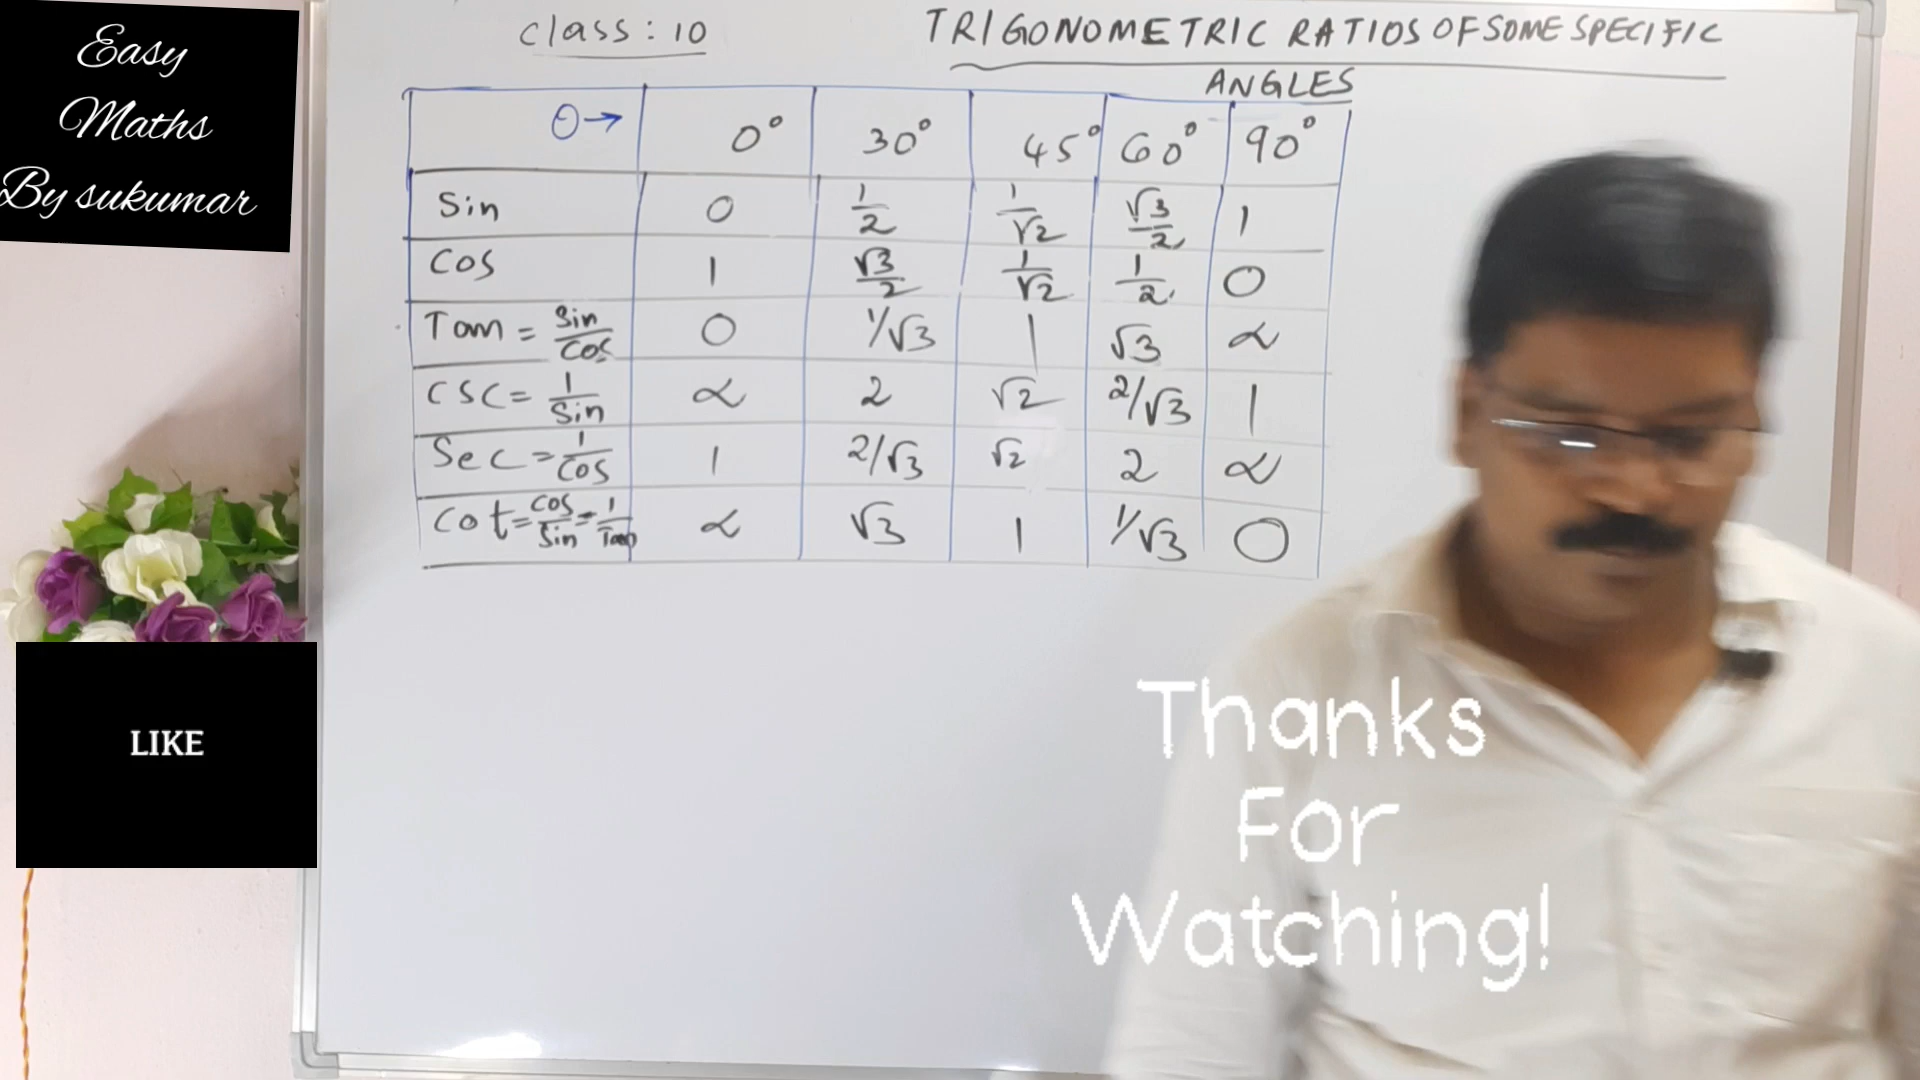 Easy
Maths
By sukumar
class: 10
TRIGONOMETRIC RATIOS OF SOME SPECIFIC
ANGLES
θ→ 0° 30° 45° 60° 90°
Sin 0 1/2 1/√2 √3/2 1
Cos 1 √3/2 1/√2 1/2 0
Tan = Sin/Cos 0 1/√3 1 √3 ∝
CSC = 1/Sin ∝ 2 √2 2/√3 1
Sec = 1/Cos 1 2/√3 √2 2 ∝
Cot = Cos/Sin = 1/Tan ∝ √3 1 1/√3 0
LIKE
Thanks
For
Watching!